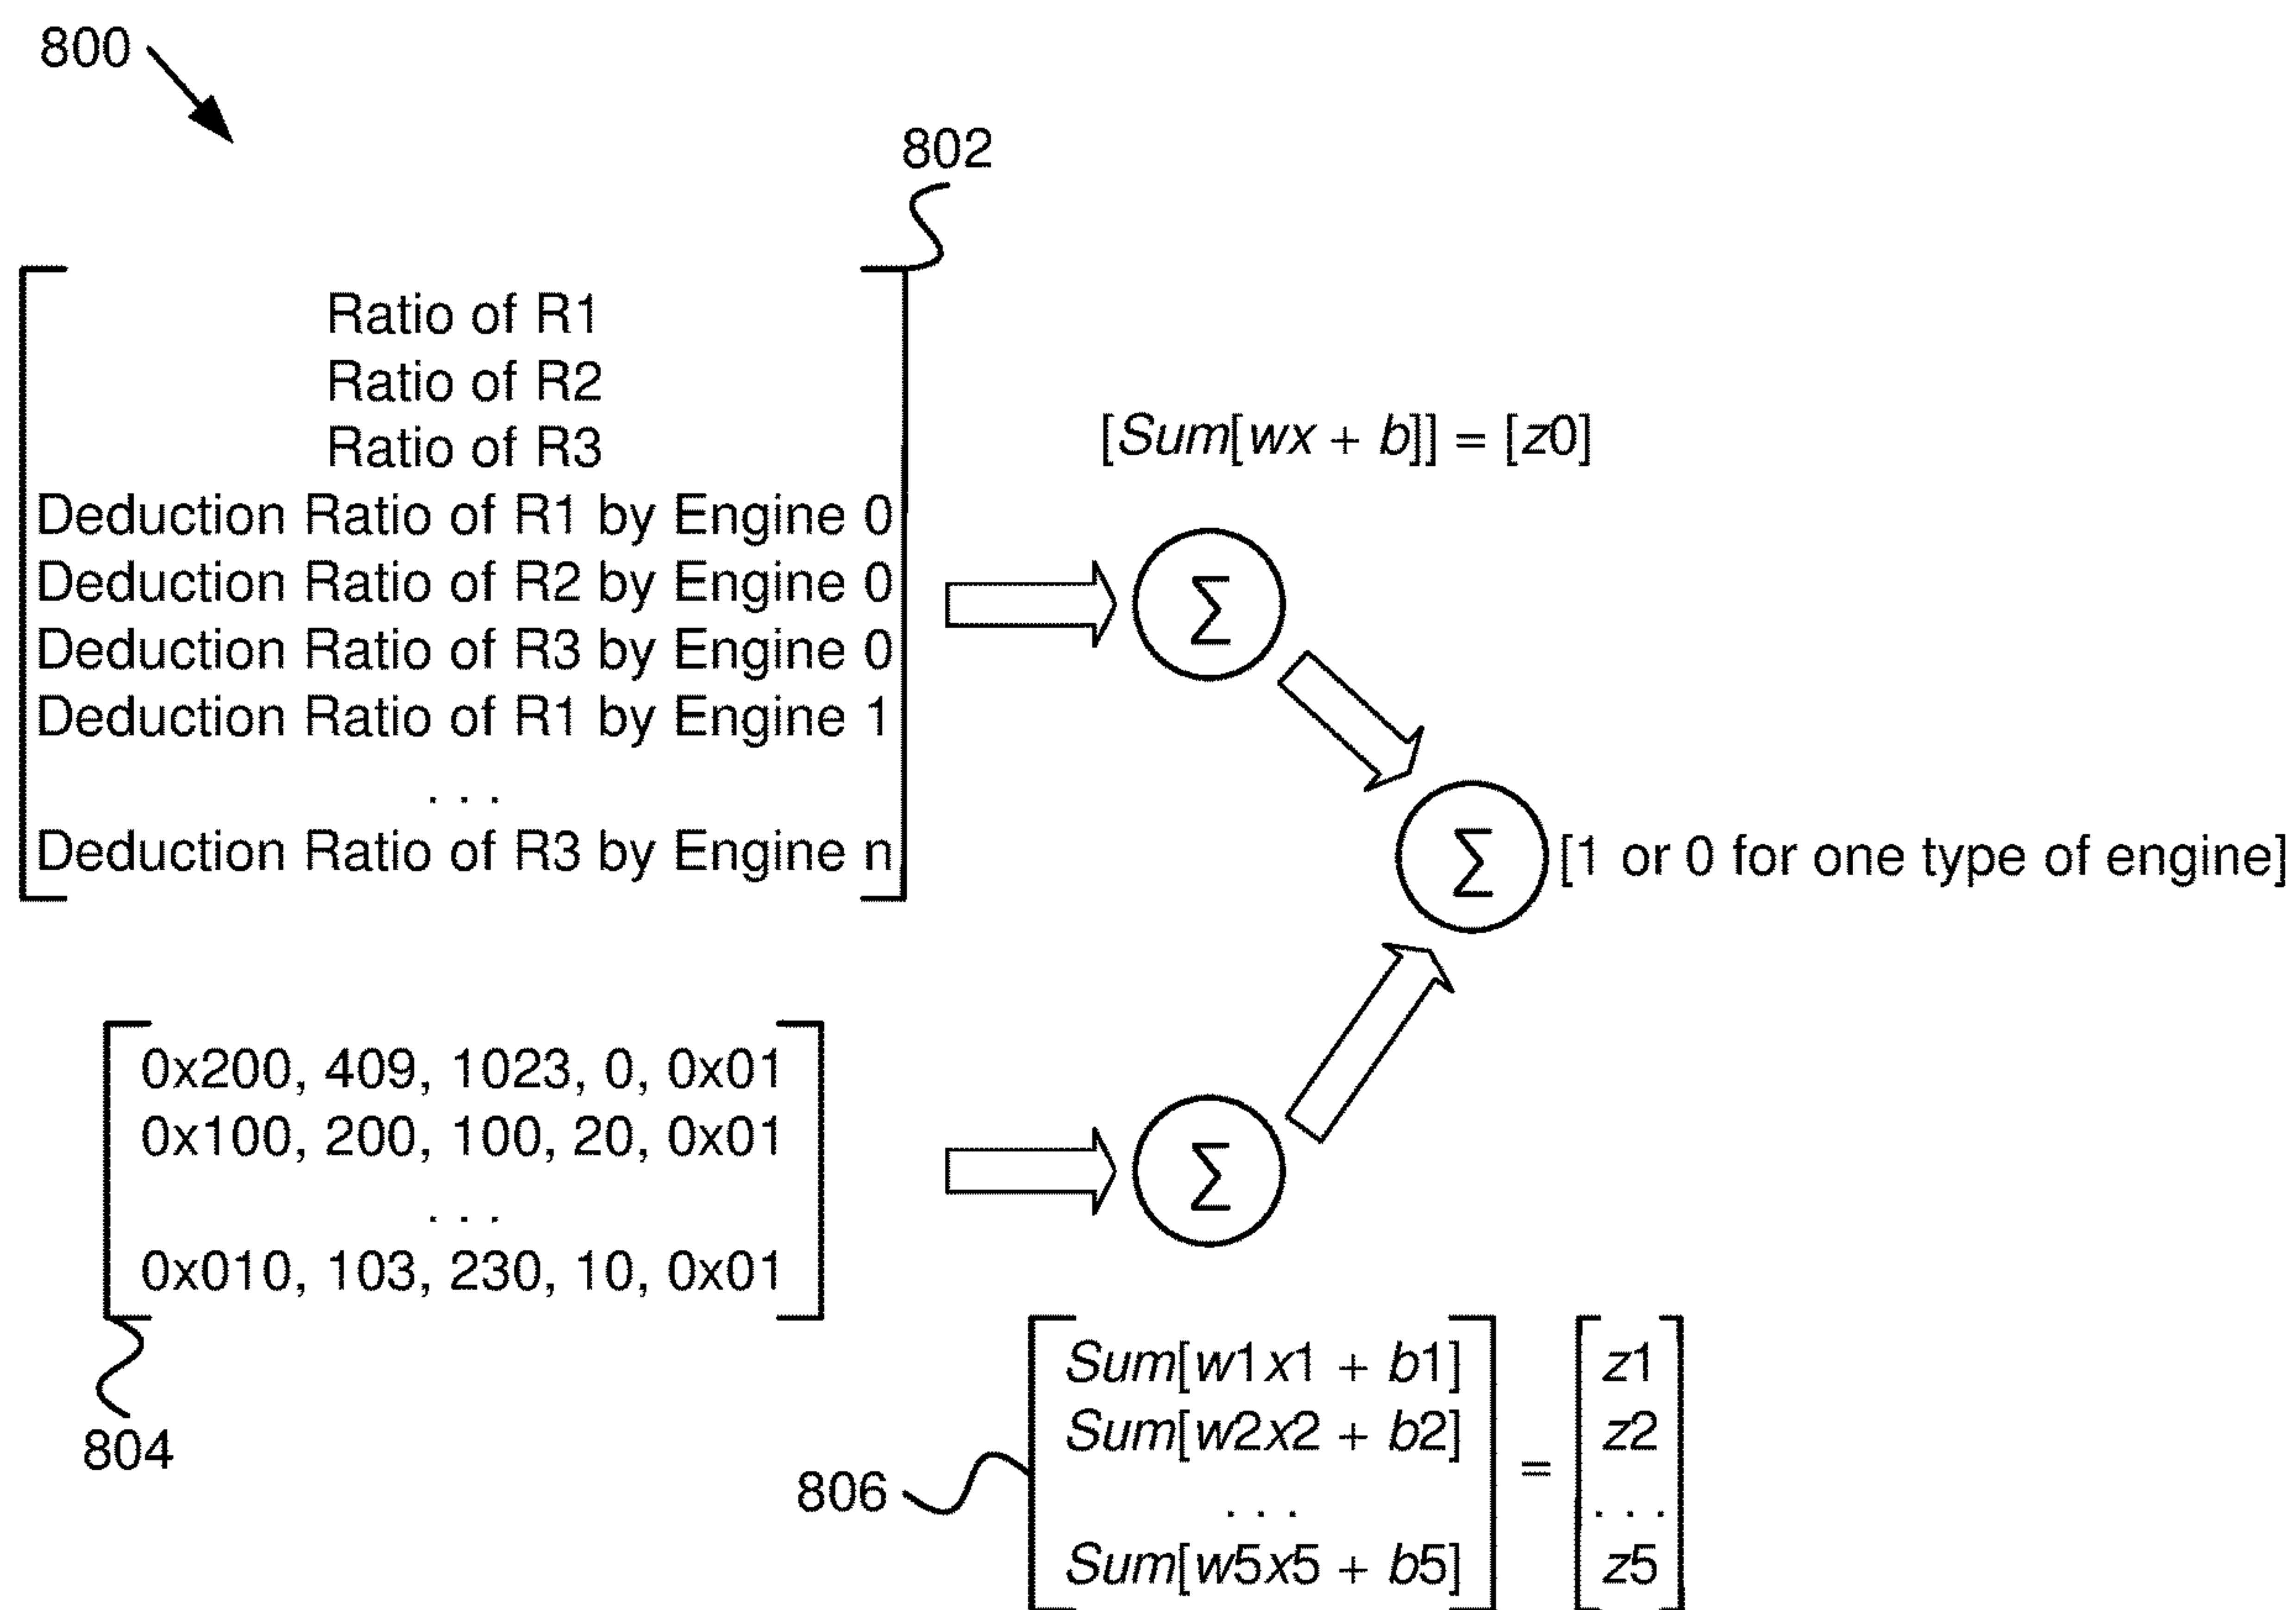 800
802
Ratio of R1
Ratio of R2
Ratio of R3
Deduction Ratio of R1 by Engine 0
Deduction Ratio of R2 by Engine 0
Deduction Ratio of R3 by Engine 0
Deduction Ratio of R1 by Engine 1
. . .
Deduction Ratio of R3 by Engine n
[Sum[wx + b]] = [z0]
Σ
Σ [1 or 0 for one type of engine]
0x200, 409, 1023, 0, 0x01
0x100, 200, 100, 20, 0x01
. . .
0x010, 103, 230, 10, 0x01
804
Σ
806
Sum[w1x1 + b1]
Sum[w2x2 + b2]
. . .
Sum[w5x5 + b5]
=
z1
z2
. . .
z5